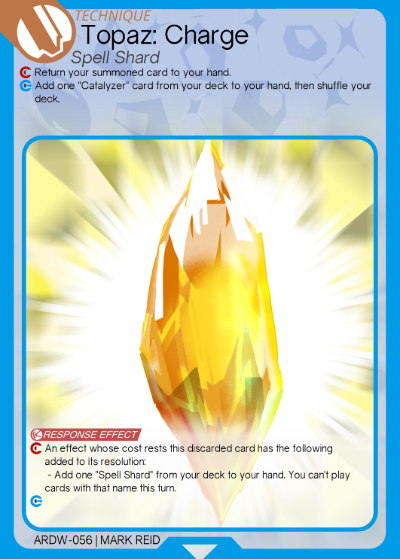 TECHNIQUE
Topaz: Charge
Spell Shard
Return your summoned card to your hand.
Add one "Catalyzer" card from your deck to your hand, then shuffle your
deck.
RESPONSE EFFECT
An effect whose cost rests this discarded card has the following
added to its resolution:
- Add one "Spell Shard" from your deck to your hand. You can't play
cards with that name this turn.
ARDW-056 | MARK REID